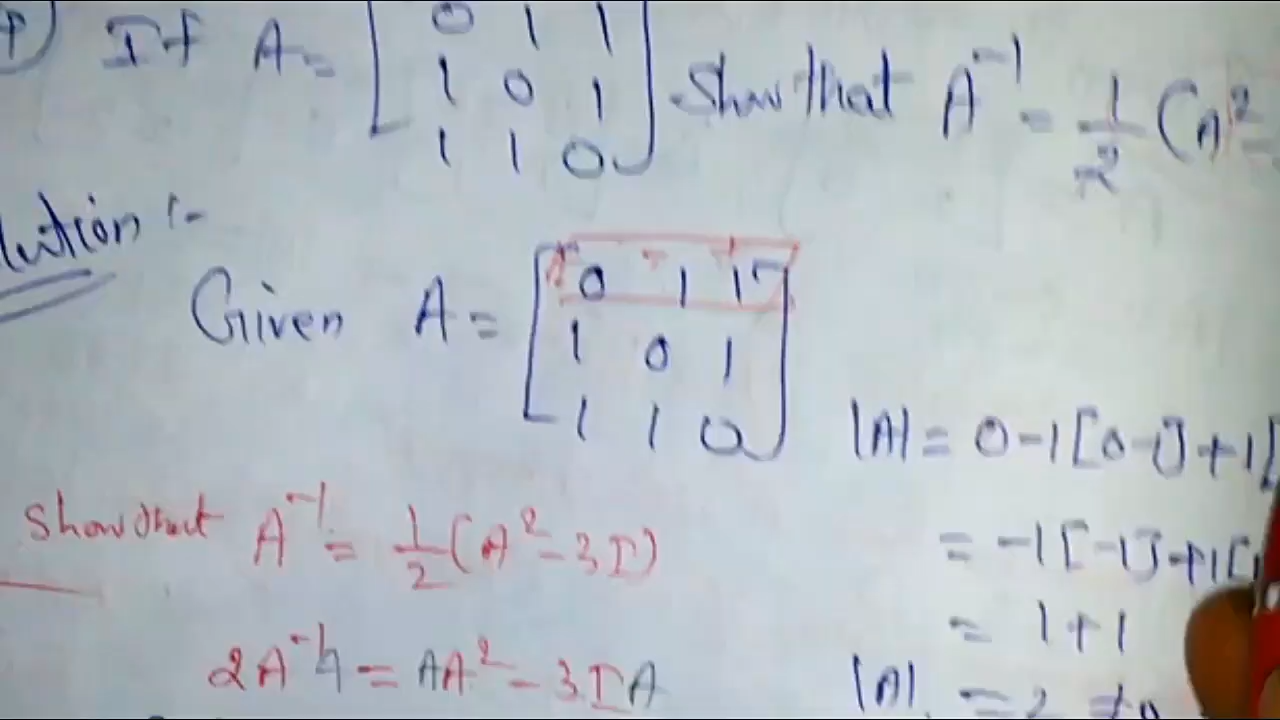 If A = [ 0 1 1 Show that A⁻¹ = 1/2 (A² -
1 0 1
1 1 0 ]
lution :-
Given A = [ 0 1 1
1 0 1
1 1 0 ]
|A| = 0-1[0-1]+1[
= -1[-1]+1[
= 1+1
|A| = 2 ≠ 0
Show that A⁻¹ = 1/2 (A² - 3I)
2A⁻¹A = AA² - 3IA